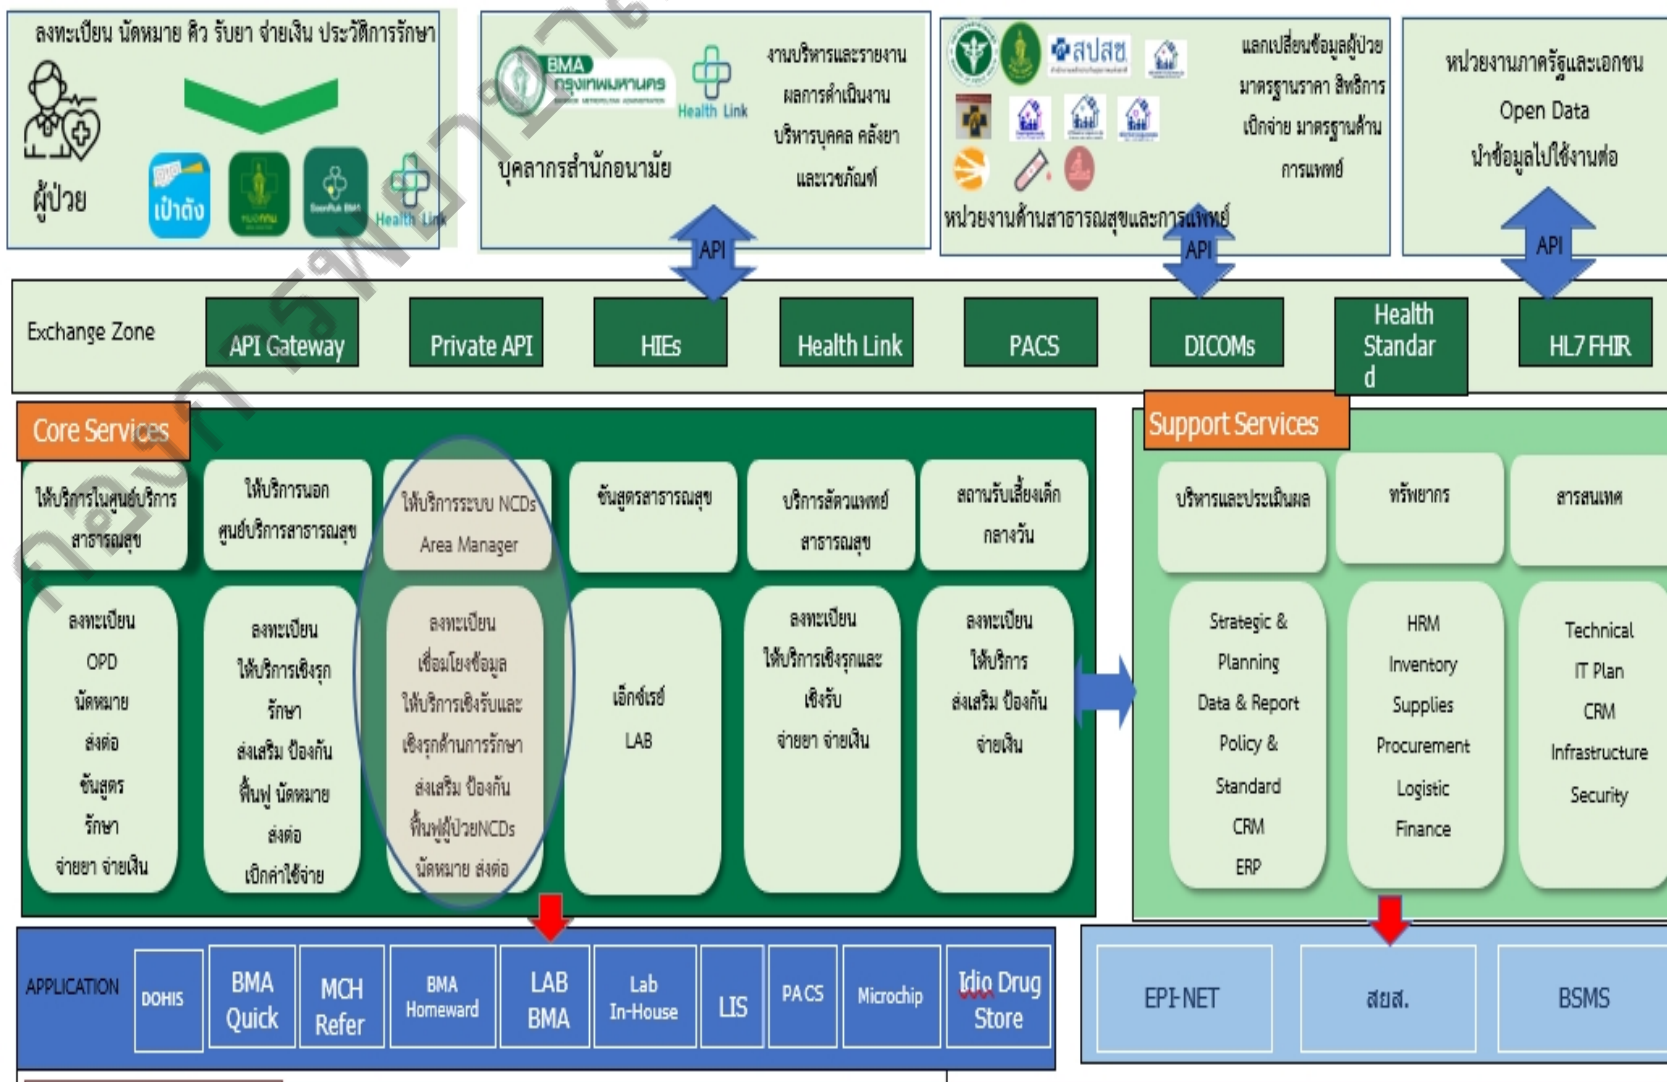 ลงทะเบียน นัดหมาย คิว รับยา จ่ายเงิน ประวัติการรักษา
ผู้ป่วย
เป๋าตัง
หมอกทม
Health Link
BMA
กรุงเทพมหานคร
BANGKOK METROPOLITAN ADMINISTRATION
Health Link
บุคลากรสำนักอนามัย
งานบริหารและรายงาน
ผลการดำเนินงาน
บริหารบุคคล คลังยา
และเวชภัณฑ์
สปสช.
หน่วยงานด้านสาธารณสุขและการแพทย์
แลกเปลี่ยนข้อมูลผู้ป่วย
มาตรฐานราคา สิทธิการ
เบิกจ่าย มาตรฐานด้าน
การแพทย์
หน่วยงานภาครัฐและเอกชน
Open Data
นำข้อมูลไปใช้งานต่อ
API
API
API
Exchange Zone
API Gateway
Private API
HIEs
Health Link
PACS
DICOMs
Health
Standar
d
HL7 FHIR
Core Services
ให้บริการในศูนย์บริการ
สาธารณสุข
ให้บริการนอก
ศูนย์บริการสาธารณสุข
ให้บริการระบบ NCDs
Area Manager
ชันสูตรสาธารณสุข
บริการสัตวแพทย์
สาธารณสุข
สถานรับเลี้ยงเด็ก
กลางวัน
ลงทะเบียน
OPD
นัดหมาย
ส่งต่อ
ชันสูตร
รักษา
จ่ายยา จ่ายเงิน
ลงทะเบียน
ให้บริการเชิงรุก
รักษา
ส่งเสริม ป้องกัน
ฟื้นฟู นัดหมาย
ส่งต่อ
เบิกค่าใช้จ่าย
ลงทะเบียน
เชื่อมโยงข้อมูล
ให้บริการเชิงรับและ
เชิงรุกด้านการรักษา
ส่งเสริม ป้องกัน
ฟื้นฟูผู้ป่วยNCDs
นัดหมาย ส่งต่อ
เอ็กซ์เรย์
LAB
ลงทะเบียน
ให้บริการเชิงรุกและ
เชิงรับ
จ่ายยา จ่ายเงิน
ลงทะเบียน
ให้บริการ
ส่งเสริม ป้องกัน
จ่ายเงิน
Support Services
บริหารและประเมินผล
ทรัพยากร
สารสนเทศ
Strategic &
Planning
Data & Report
Policy &
Standard
CRM
ERP
HRM
Inventory
Supplies
Procurement
Logistic
Finance
Technical
IT Plan
CRM
Infrastructure
Security
APPLICATION
DOHIS
BMA
Quick
MCH
Refer
BMA
Homeward
LAB
BMA
Lab
In-House
LIS
PACS
Microchip
Idio Drug
Store
EPI-NET
สยส.
BSMS